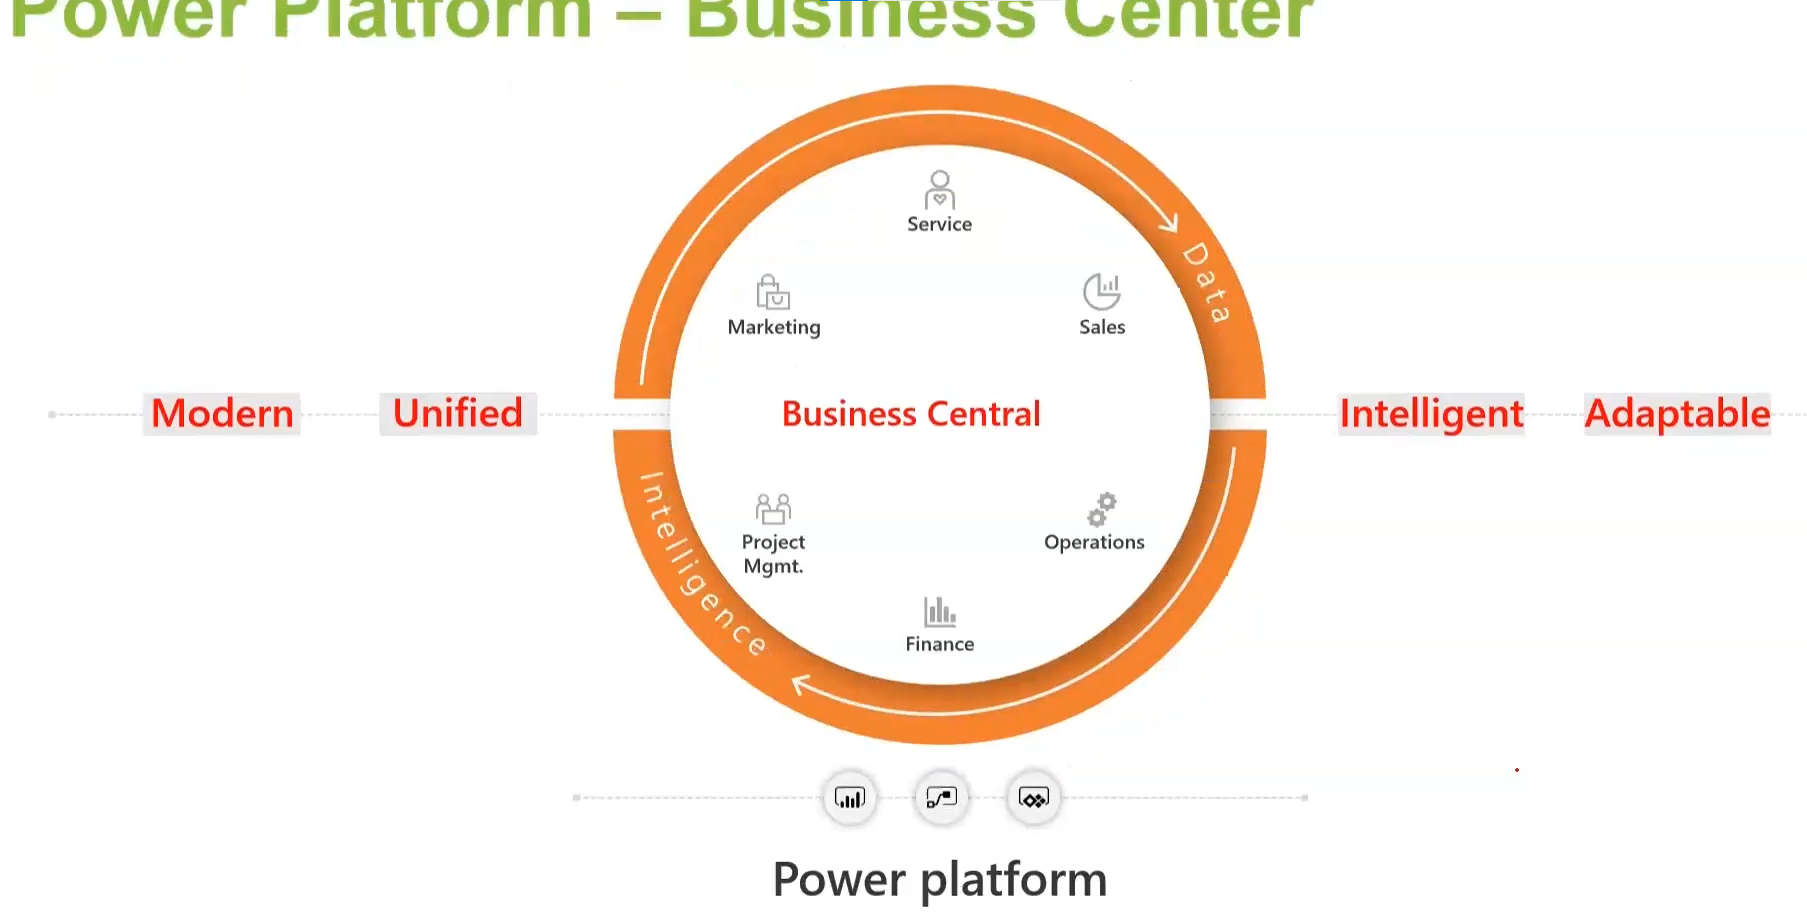 Power Platform – Business Center
Service
Marketing
Sales
Data
Modern
Unified
Business Central
Intelligent
Adaptable
Intelligence
Project
Mgmt.
Operations
Finance
Power platform